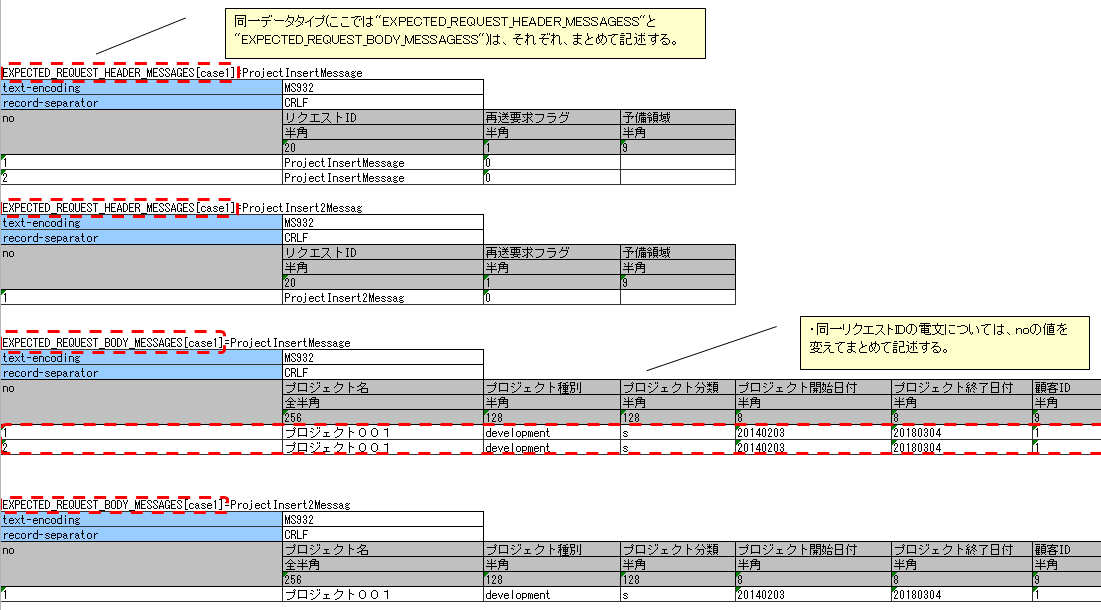 同一データタイプ(ここでは“EXPECTED_REQUEST_HEADER_MESSAGESS“と
“EXPECTED_REQUEST_BODY_MESSAGESS“)は、それぞれ、まとめて記述する。
EXPECTED_REQUEST_HEADER_MESSAGES[case1]=ProjectInsertMessage
text-encoding MS932
record-separator CRLF
no リクエストID 再送要求フラグ 予備領域
半角 半角 半角
20 1 9
1 ProjectInsertMessage 0
2 ProjectInsertMessage 0
EXPECTED_REQUEST_HEADER_MESSAGES[case1]=ProjectInsert2Messag
text-encoding MS932
record-separator CRLF
no リクエストID 再送要求フラグ 予備領域
半角 半角 半角
20 1 9
1 ProjectInsert2Messag 0
・同一リクエストIDの電文については、noの値を
変えてまとめて記述する。
EXPECTED_REQUEST_BODY_MESSAGES[case1]=ProjectInsertMessage
text-encoding MS932
record-separator CRLF
no プロジェクト名 プロジェクト種別 プロジェクト分類 プロジェクト開始日付 プロジェクト終了日付 顧客ID
全半角 半角 半角 半角 半角 半角
256 128 128 8 8 9
1 プロジェクト００１ development s 20140203 20180304 1
2 プロジェクト００１ development s 20140203 20180304 1
EXPECTED_REQUEST_BODY_MESSAGES[case1]=ProjectInsert2Messag
text-encoding MS932
record-separator CRLF
no プロジェクト名 プロジェクト種別 プロジェクト分類 プロジェクト開始日付 プロジェクト終了日付 顧客ID
全半角 半角 半角 半角 半角 半角
256 128 128 8 8 9
1 プロジェクト００１ development s 20140203 20180304 1